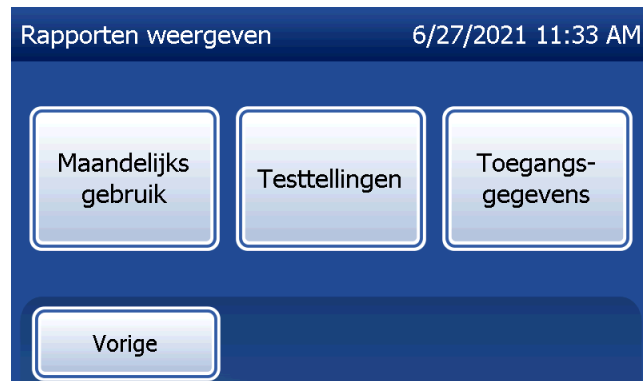 Rapporten weergeven 6/27/2021 11:33 AM
Maandelijks
gebruik
Testtellingen
Toegangs-
gegevens
Vorige